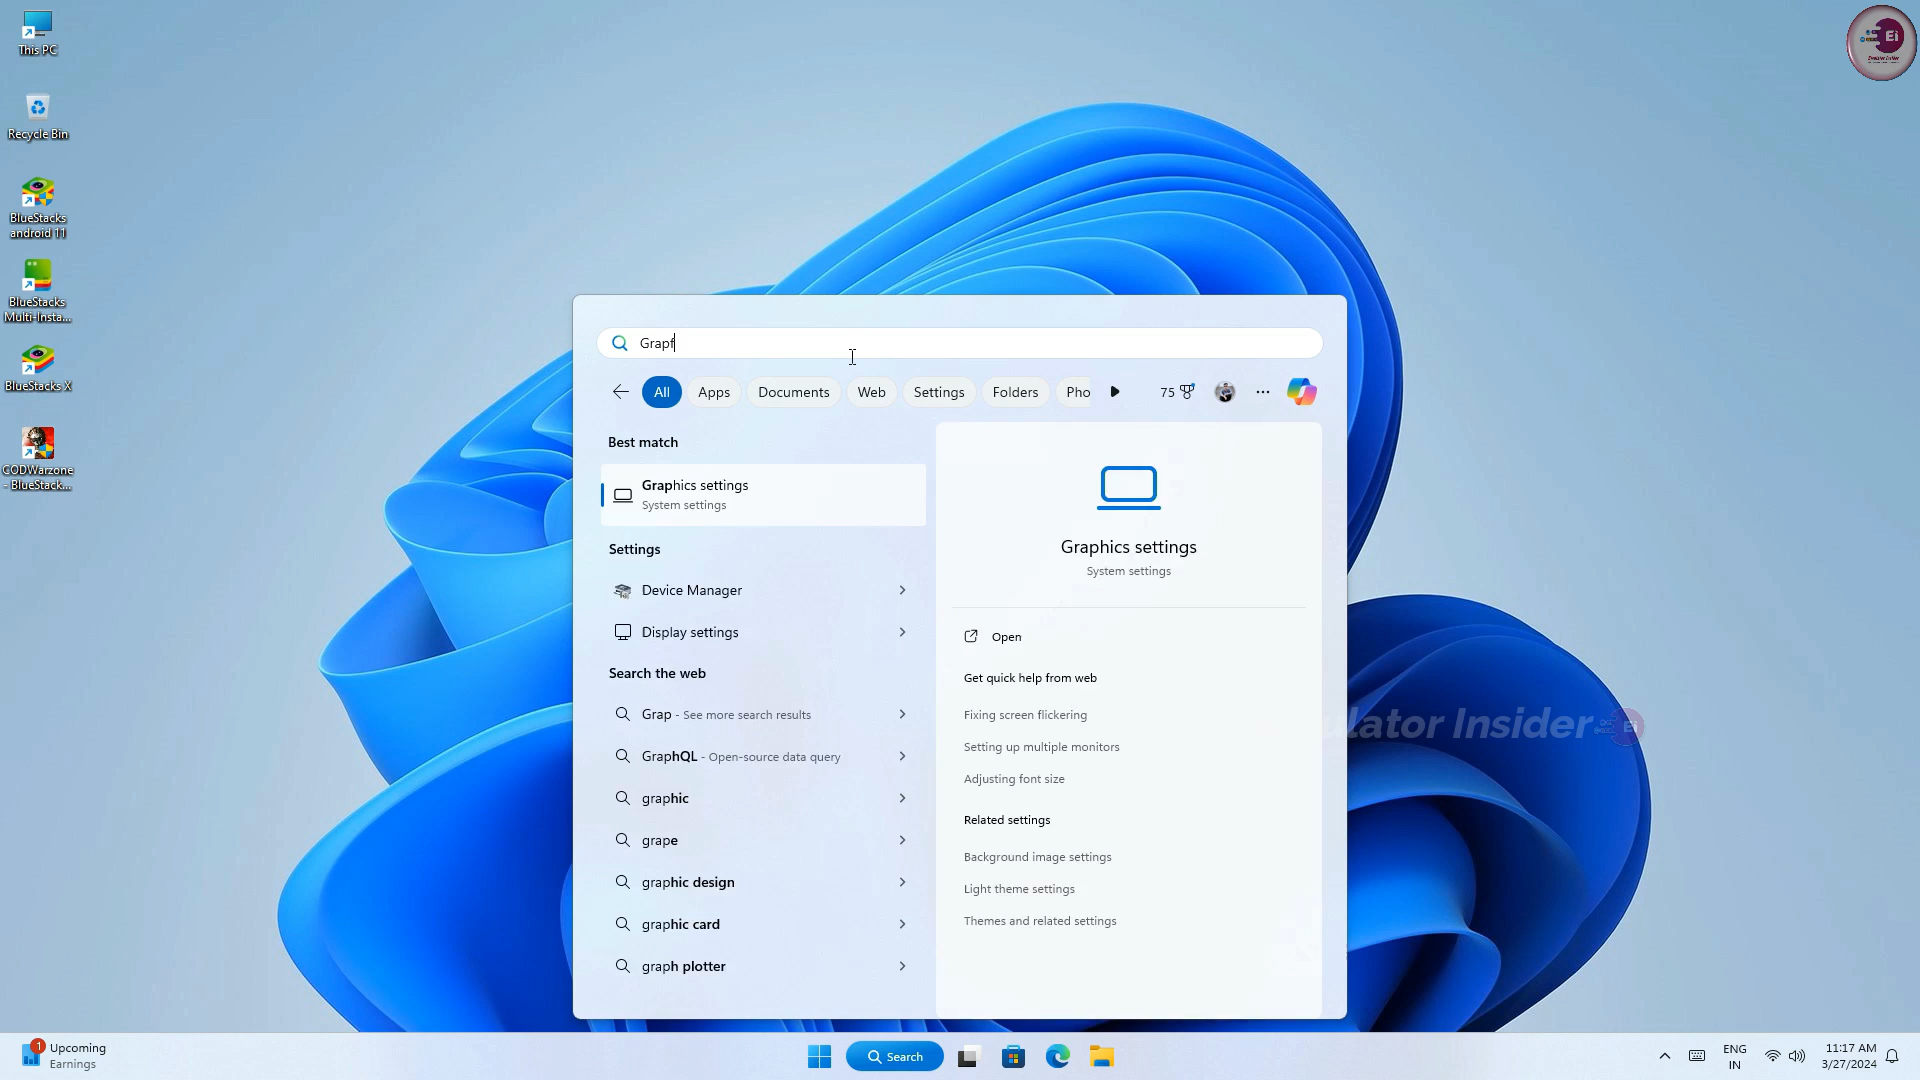 This PC
Recycle Bin
BlueStacks
android 11
BlueStacks
Multi-Insta...
BlueStacks X
CODWarzone
- BlueStack...
Ei
Grapf
All
Apps
Documents
Web
Settings
Folders
Pho
75
Best match
Graphics settings
System settings
Settings
Device Manager
Display settings
Search the web
Grap - See more search results
GraphQL - Open-source data query
graphic
grape
graphic design
graphic card
graph plotter
Graphics settings
System settings
Open
Get quick help from web
Fixing screen flickering
Setting up multiple monitors
Adjusting font size
Related settings
Background image settings
Light theme settings
Themes and related settings
ulator Insider
Ei
1
Upcoming
Earnings
Search
ENG
IN
11:17 AM
3/27/2024